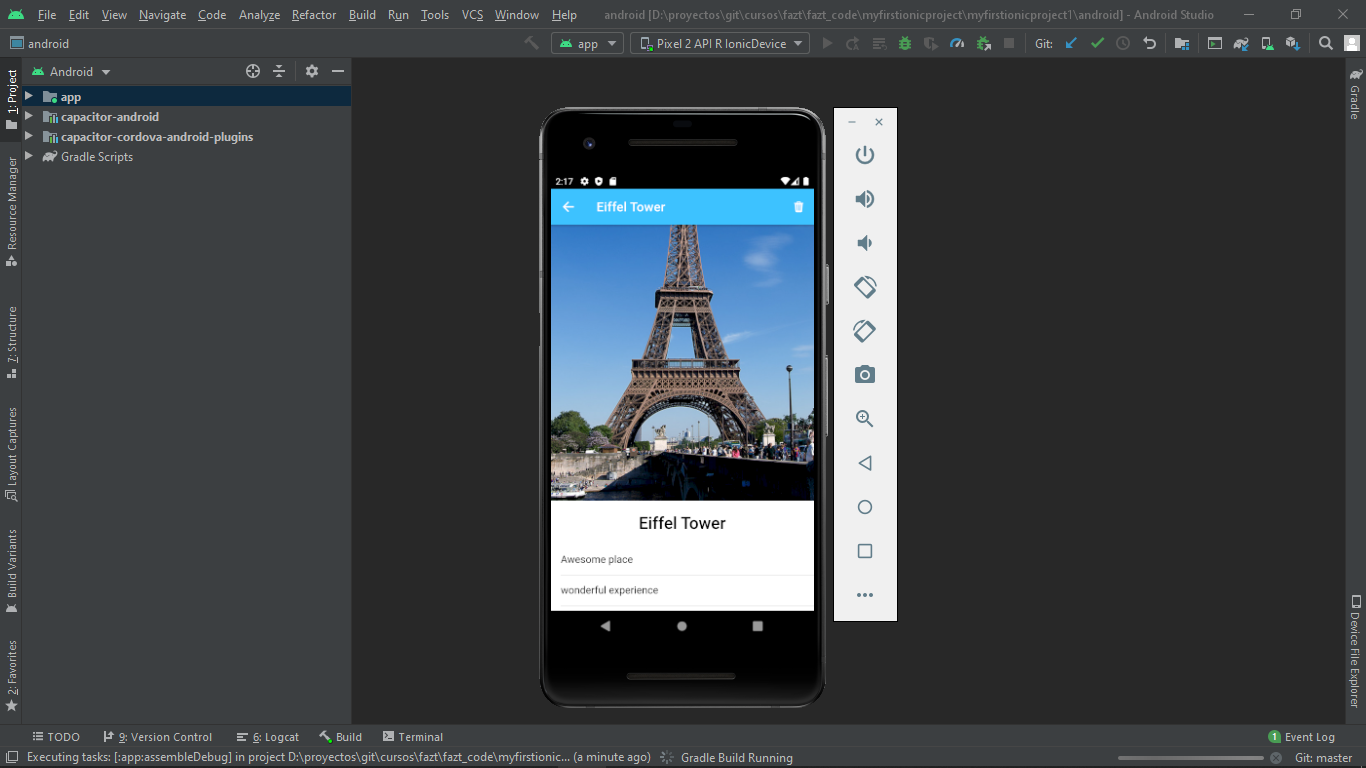 File Edit View Navigate Code Analyze Refactor Build Run Tools VCS Window Help android [D:\proyectos\git\cursos\fazt\fazt_code\myfirstionicproject\myfirstionicproject1\android] - Android Studio
android
app
Pixel 2 API R IonicDevice
Git:
Android
app
capacitor-android
capacitor-cordova-android-plugins
Gradle Scripts
1: Project
Resource Manager
7: Structure
Layout Captures
Build Variants
2: Favorites
2:17
Eiffel Tower
Eiffel Tower
Awesome place
wonderful experience
Gradle
Device File Explorer
TODO 9: Version Control 6: Logcat Build Terminal
1 Event Log
Executing tasks: [:app:assembleDebug] in project D:\proyectos\git\cursos\fazt\fazt_code\myfirstionic... (a minute ago) Gradle Build Running
Git: master